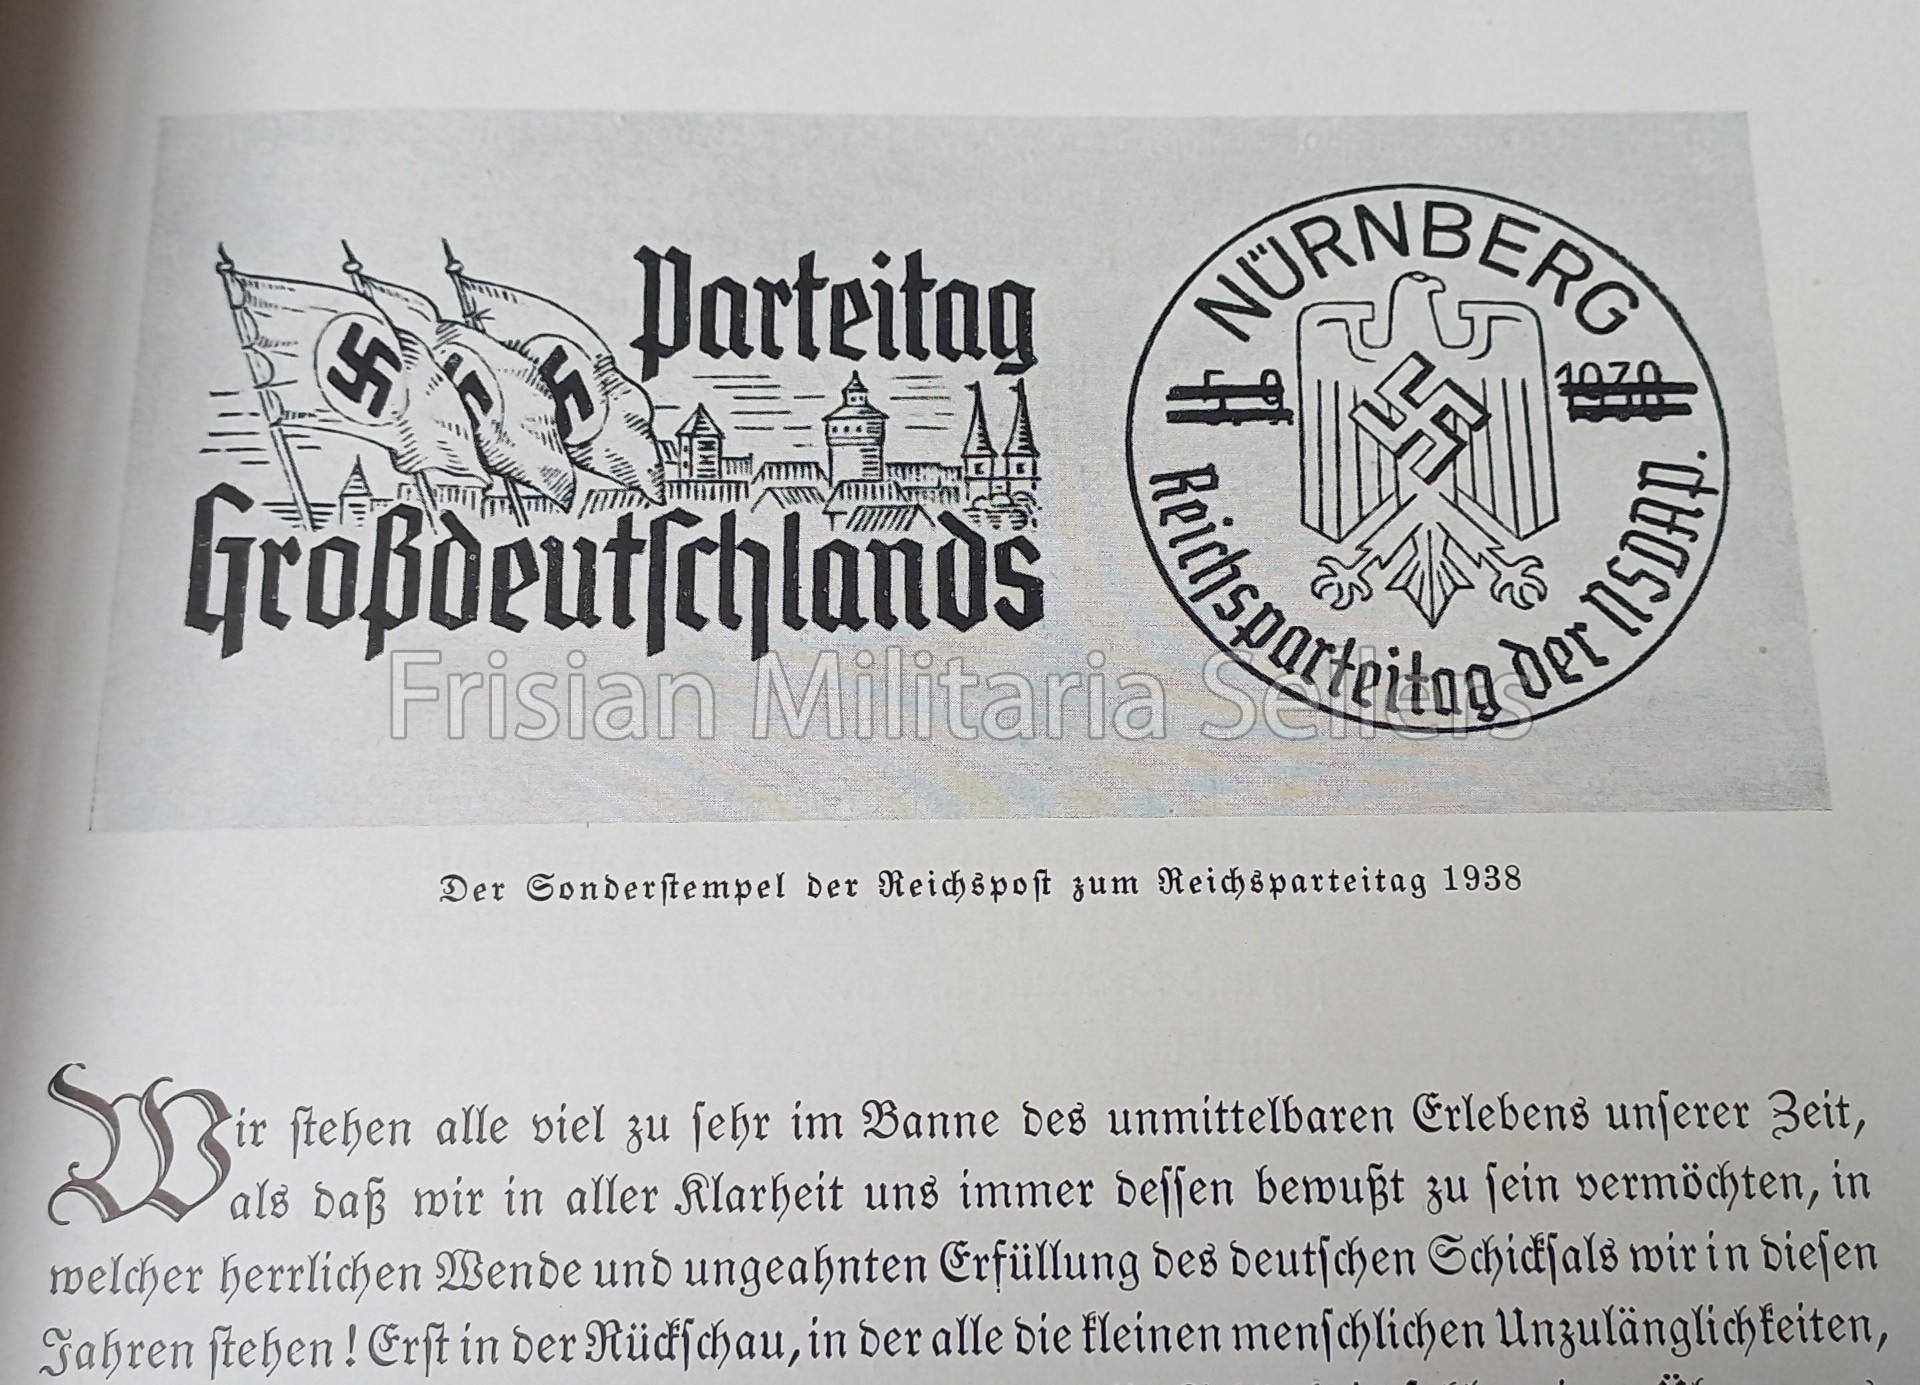 Parteitag
Großdeutschlands
NÜRNBERG
Reichsparteitag der NSDAP.
Frisian Militaria Sellers
Der Sonderstempel der Reichspost zum Reichsparteitag 1938
Wir stehen alle viel zu sehr im Banne des unmittelbaren Erlebens unserer Zeit,
als daß wir in aller Klarheit uns immer dessen bewußt zu sein vermöchten, in
welcher herrlichen Wende und ungeahnten Erfüllung des deutschen Schicksals wir in diesen
Jahren stehen! Erst in der Rückschau, in der alle die kleinen menschlichen Unzulänglichkeiten,